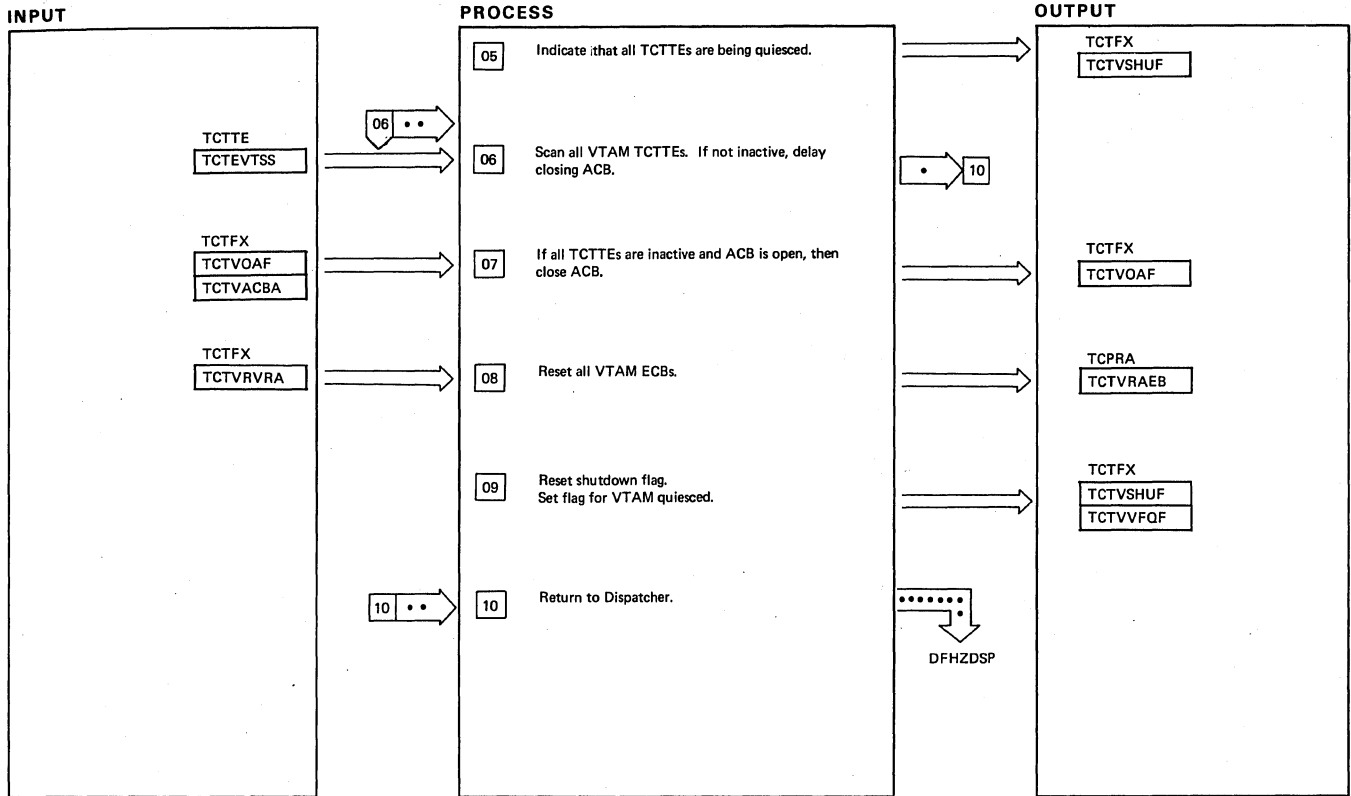 INPUT
PROCESS
OUTPUT
05
Indicate that all TCTTEs are being quiesced.
TCTFX
TCTVSHUF
06
TCTTE
TCTEVTSS
06
Scan all VTAM TCTTEs. If not inactive, delay
closing ACB.
10
TCTFX
TCTVOAF
TCTVACBA
07
If all TCTTEs are inactive and ACB is open, then
close ACB.
TCTFX
TCTVOAF
TCTFX
TCTVRVRA
08
Reset all VTAM ECBs.
TCPRA
TCTVRAEB
09
Reset shutdown flag.
Set flag for VTAM quiesced.
TCTFX
TCTVSHUF
TCTVVFQF
10
10
Return to Dispatcher.
DFHZDSP